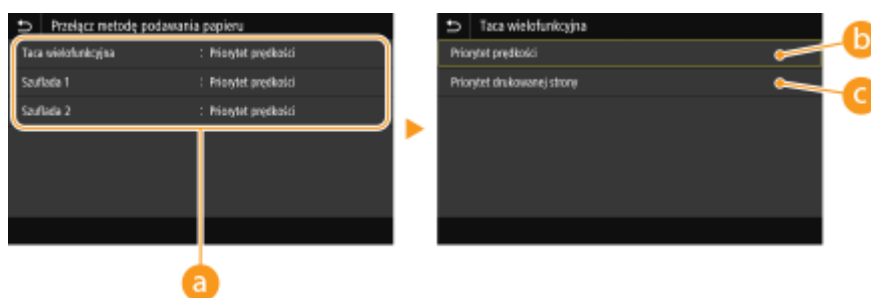 Przełącz metodę podawania papieru
Taca wielofunkcyjna : Priorytet prędkości
Szuflada 1 : Priorytet prędkości
Szuflada 2 : Priorytet prędkości
a
Taca wielofunkcyjna
Priorytet prędkości
b
Priorytet drukowanej strony
c